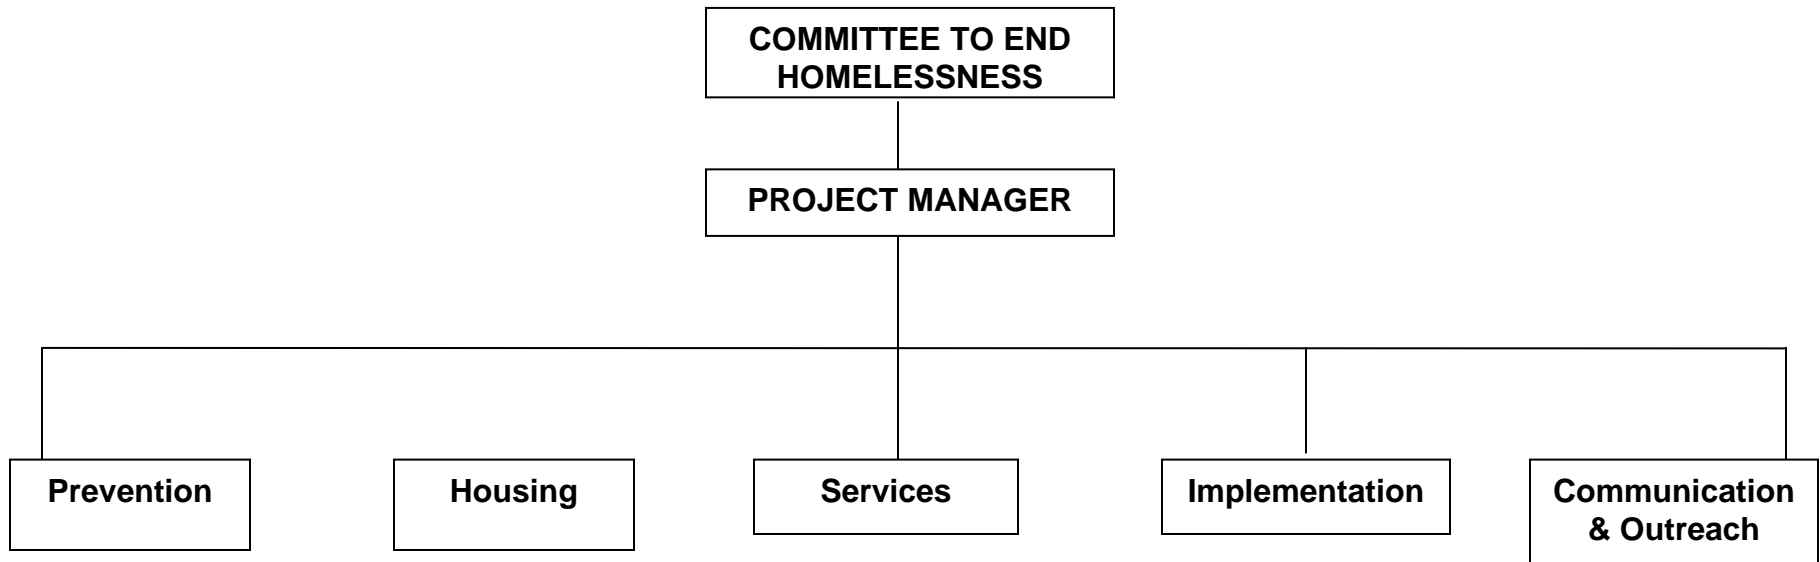 COMMITTEE TO END
HOMELESSNESS
PROJECT MANAGER
Prevention
Housing
Services
Implementation
Communication
& Outreach